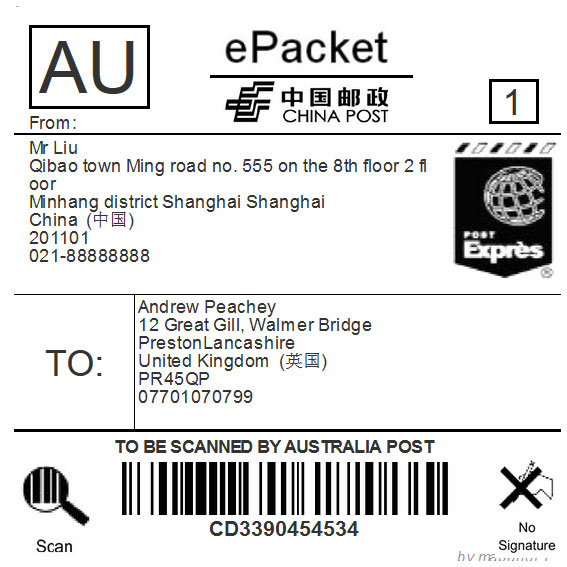 AU
ePacket
中国邮政
CHINA POST
1
From:
Mr Liu
Qibao town Ming road no. 555 on the 8th floor 2 fl
oor
Minhang district Shanghai Shanghai
China (中国)
201101
021-88888888
POST
Exprès
®
TO:
Andrew Peachey
12 Great Gill, Walmer Bridge
PrestonLancashire
United Kingdom (英国)
PR45QP
07701070799
TO BE SCANNED BY AUSTRALIA POST
CD3390454534
Scan
No
Signature
by